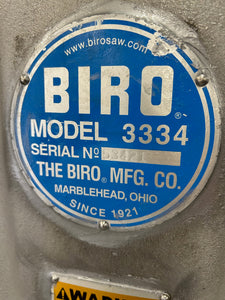 www.birosaw.com
BIRO®
MODEL 3334
SERIAL Nº
THE BIRO® MFG. CO.
MARBLEHEAD, OHIO
SINCE 1921